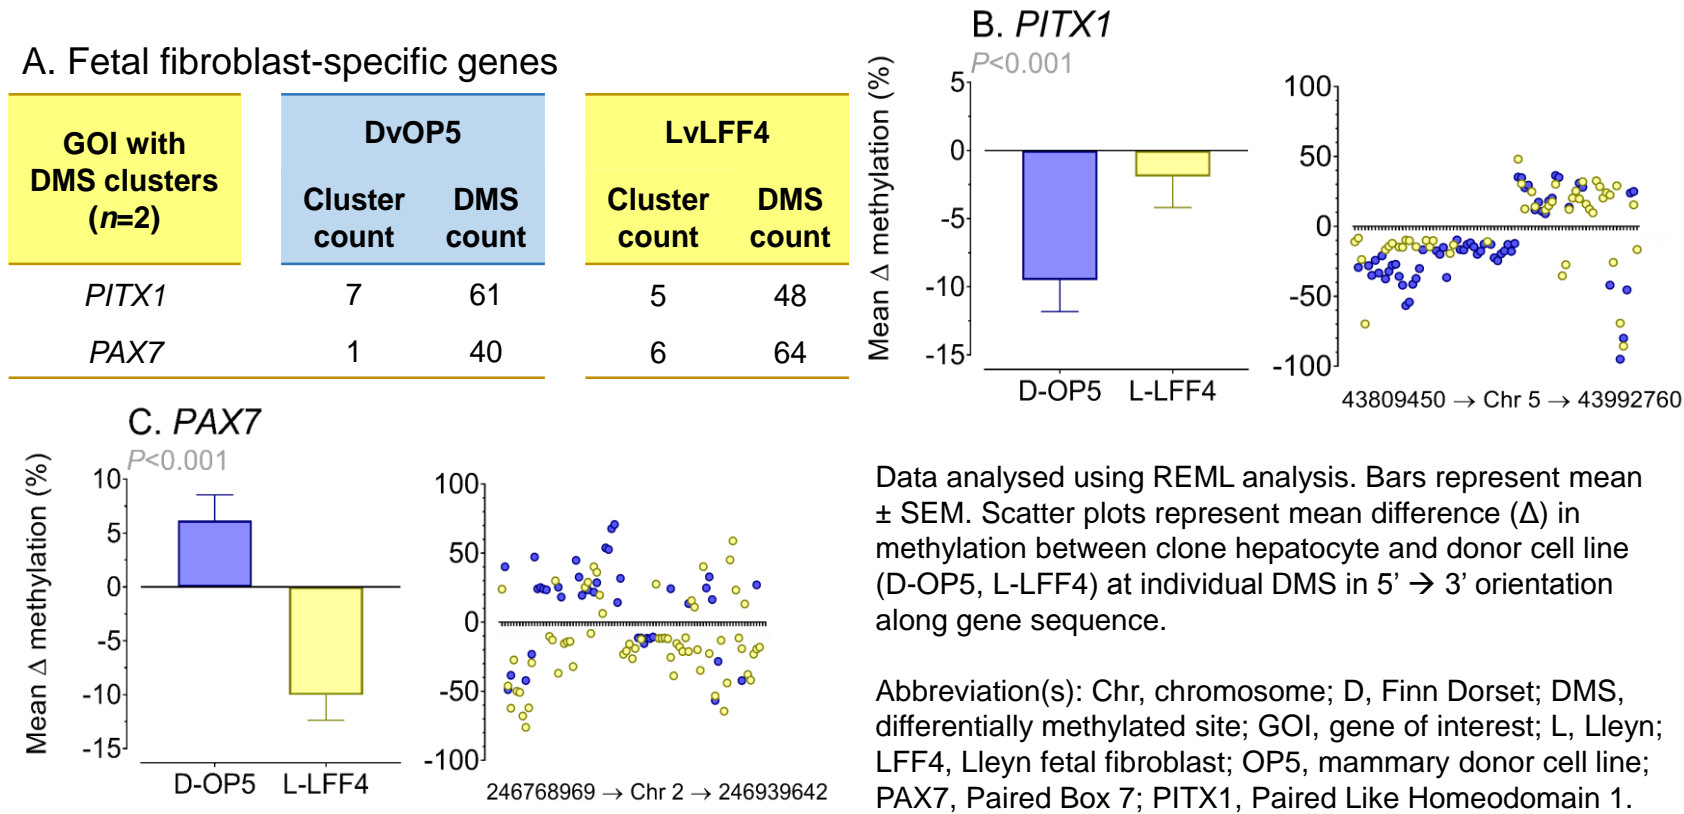 A. Fetal fibroblast-specific genes
GOI with
DMS clusters
(n=2)
DvOP5
LvLFF4
Cluster
count
DMS
count
Cluster
count
DMS
count
PITX1 7 61 5 48
PAX7 1 40 6 64
B. PITX1
P<0.001
Mean Δ methylation (%)
5
0
-5
-10
-15
D-OP5 L-LFF4
100
50
0
-50
-100
43809450 → Chr 5 → 43992760
C. PAX7
P<0.001
Mean Δ methylation (%)
10
5
0
-5
-10
-15
D-OP5 L-LFF4
100
50
0
-50
-100
246768969 → Chr 2 → 246939642
Data analysed using REML analysis. Bars represent mean
± SEM. Scatter plots represent mean difference (Δ) in
methylation between clone hepatocyte and donor cell line
(D-OP5, L-LFF4) at individual DMS in 5’ → 3’ orientation
along gene sequence.
Abbreviation(s): Chr, chromosome; D, Finn Dorset; DMS,
differentially methylated site; GOI, gene of interest; L, Lleyn;
LFF4, Lleyn fetal fibroblast; OP5, mammary donor cell line;
PAX7, Paired Box 7; PITX1, Paired Like Homeodomain 1.